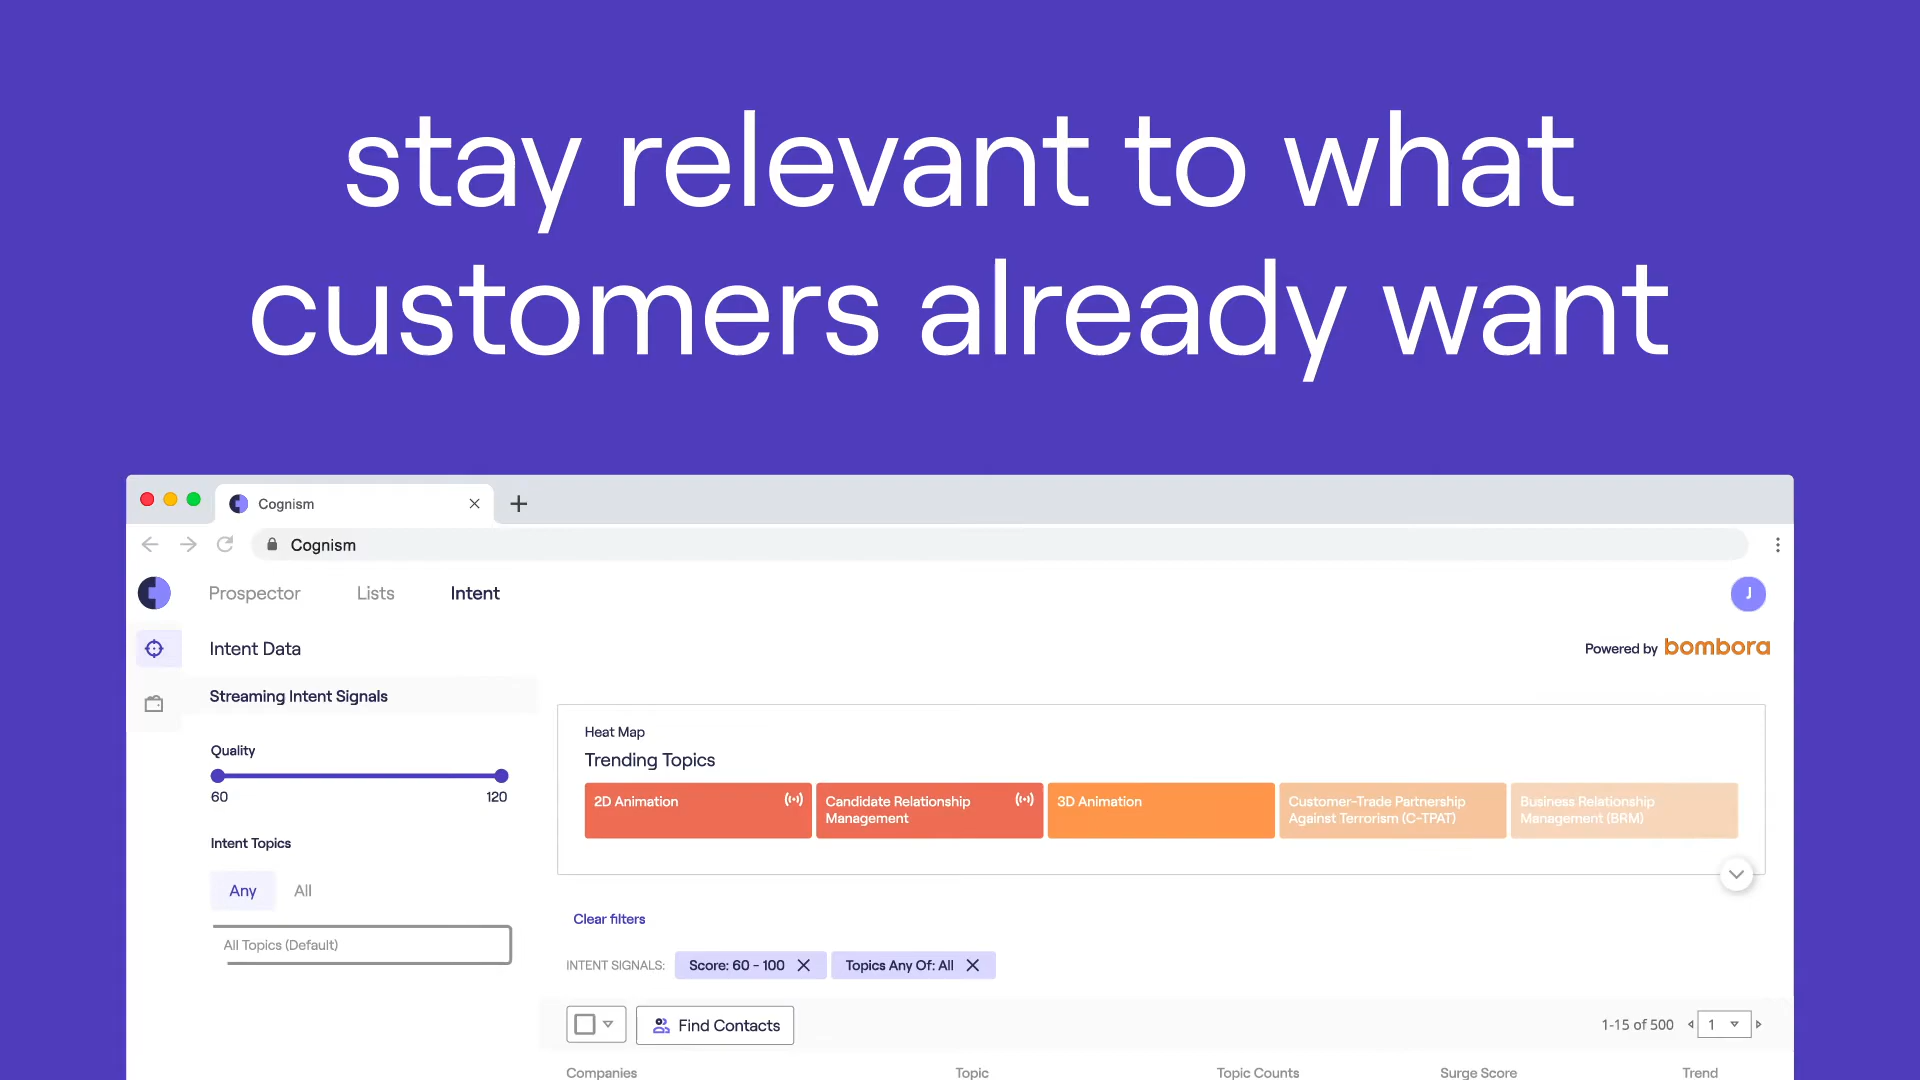 stay relevant to what
customers already want
Cognism
Cognism
Prospector Lists Intent
J
Intent Data
Powered by bombora
Streaming Intent Signals
Quality
60 120
Intent Topics
Any All
All Topics (Default)
Heat Map
Trending Topics
2D Animation
Candidate Relationship
Management
3D Animation
Customer-Trade Partnership
Against Terrorism (C-TPAT)
Business Relationship
Management (BRM)
Clear filters
INTENT SIGNALS: Score: 60 - 100 Topics Any Of: All
Find Contacts
1-15 of 500 1
Companies Topic Topic Counts Surge Score Trend